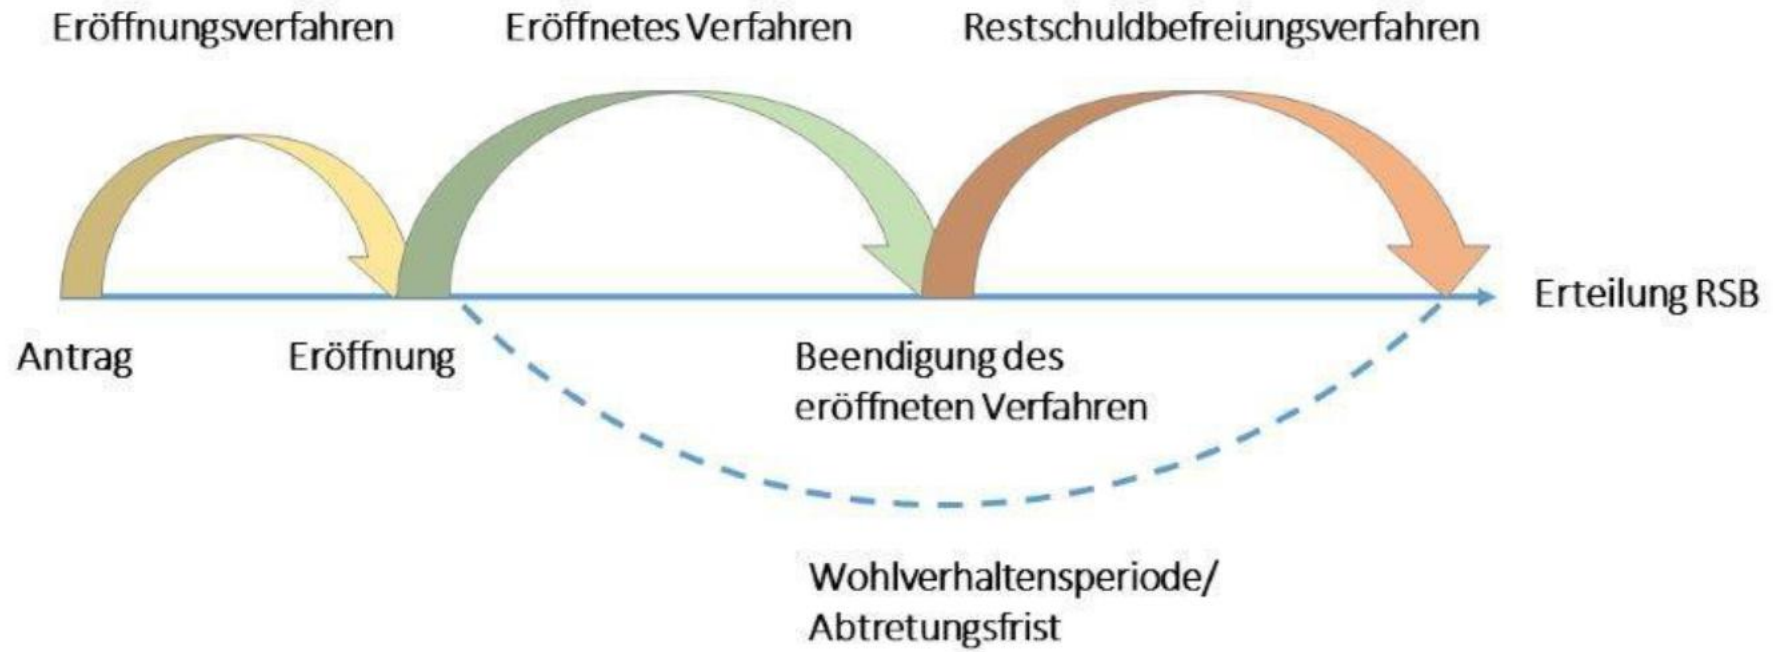 Eröffnungsverfahren
Eröffnetes Verfahren
Restschuldbefreiungsverfahren
Erteilung RSB
Antrag
Eröffnung
Beendigung des
eröffneten Verfahren
Wohlverhaltensperiode/
Abtretungsfrist